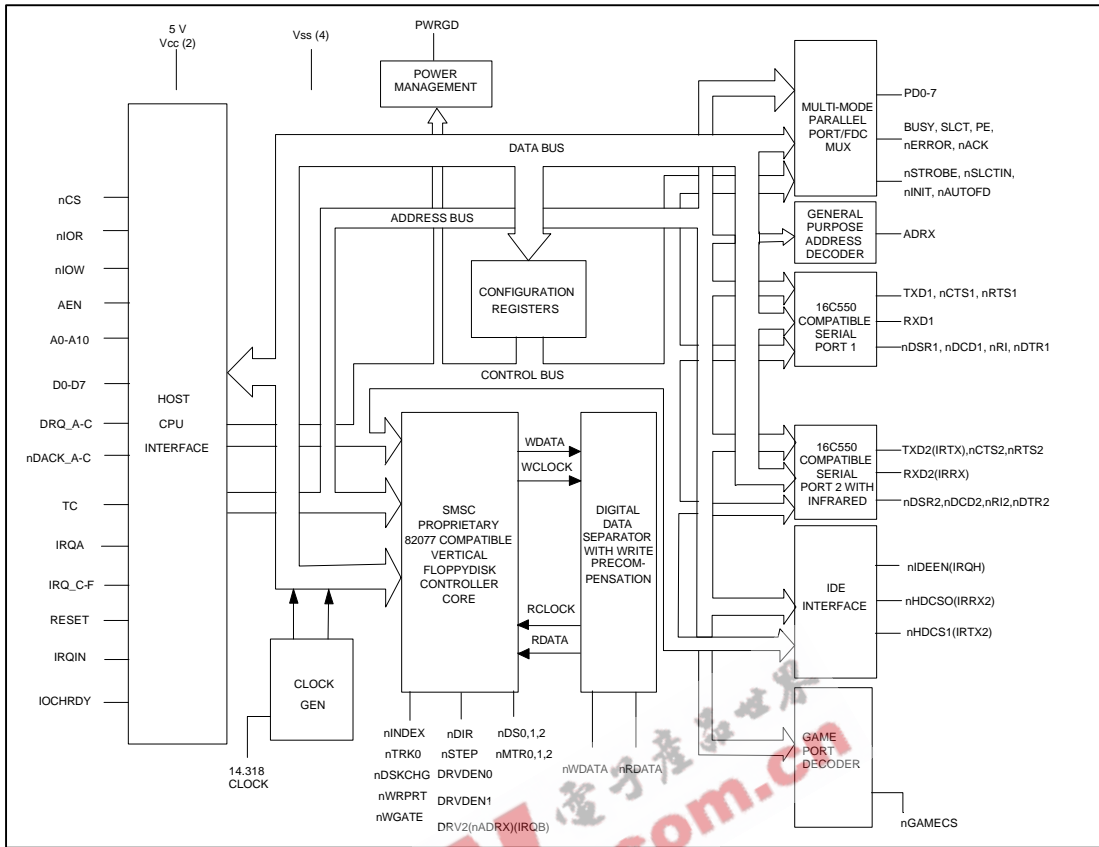 5 V
Vcc (2)
Vss (4)
PWRGD
POWER
MANAGEMENT
DATA BUS
ADDRESS BUS
CONFIGURATION
REGISTERS
CONTROL BUS
nCS
nIOR
nIOW
AEN
A0-A10
D0-D7
DRQ_A-C
nDACK_A-C
TC
IRQA
IRQ_C-F
RESET
IRQIN
IOCHRDY
HOST
CPU
INTERFACE
CLOCK
GEN
14.318
CLOCK
SMSC
PROPRIETARY
82077 COMPATIBLE
VERTICAL
FLOPPYDISK
CONTROLLER
CORE
WDATA
WCLOCK
RCLOCK
RDATA
DIGITAL
DATA
SEPARATOR
WITH WRITE
PRECOM-
PENSATION
nINDEX
nTRK0
nDSKCHG
nWRPRT
nWGATE
nDIR
nSTEP
DRVDEN0
DRVDEN1
DRV2(nADRX)(IRQB)
nDS0,1,2
nMTR0,1,2
nWDATA
nRDATA
MULTI-MODE
PARALLEL
PORT/FDC
MUX
PD0-7
BUSY, SLCT, PE,
nERROR, nACK
nSTROBE, nSLCTIN,
nINIT, nAUTOFD
GENERAL
PURPOSE
ADDRESS
DECODER
ADRX
16C550
COMPATIBLE
SERIAL
PORT 1
TXD1, nCTS1, nRTS1
RXD1
nDSR1, nDCD1, nRI, nDTR1
16C550
COMPATIBLE
SERIAL
PORT 2 WITH
INFRARED
TXD2(IRTX),nCTS2,nRTS2
RXD2(IRRX)
nDSR2,nDCD2,nRI2,nDTR2
IDE
INTERFACE
nIDEEN(IRQH)
nHDCSO(IRRX2)
nHDCS1(IRTX2)
GAME
PORT
DECODER
nGAMECS
電子產品世界
.com.cn